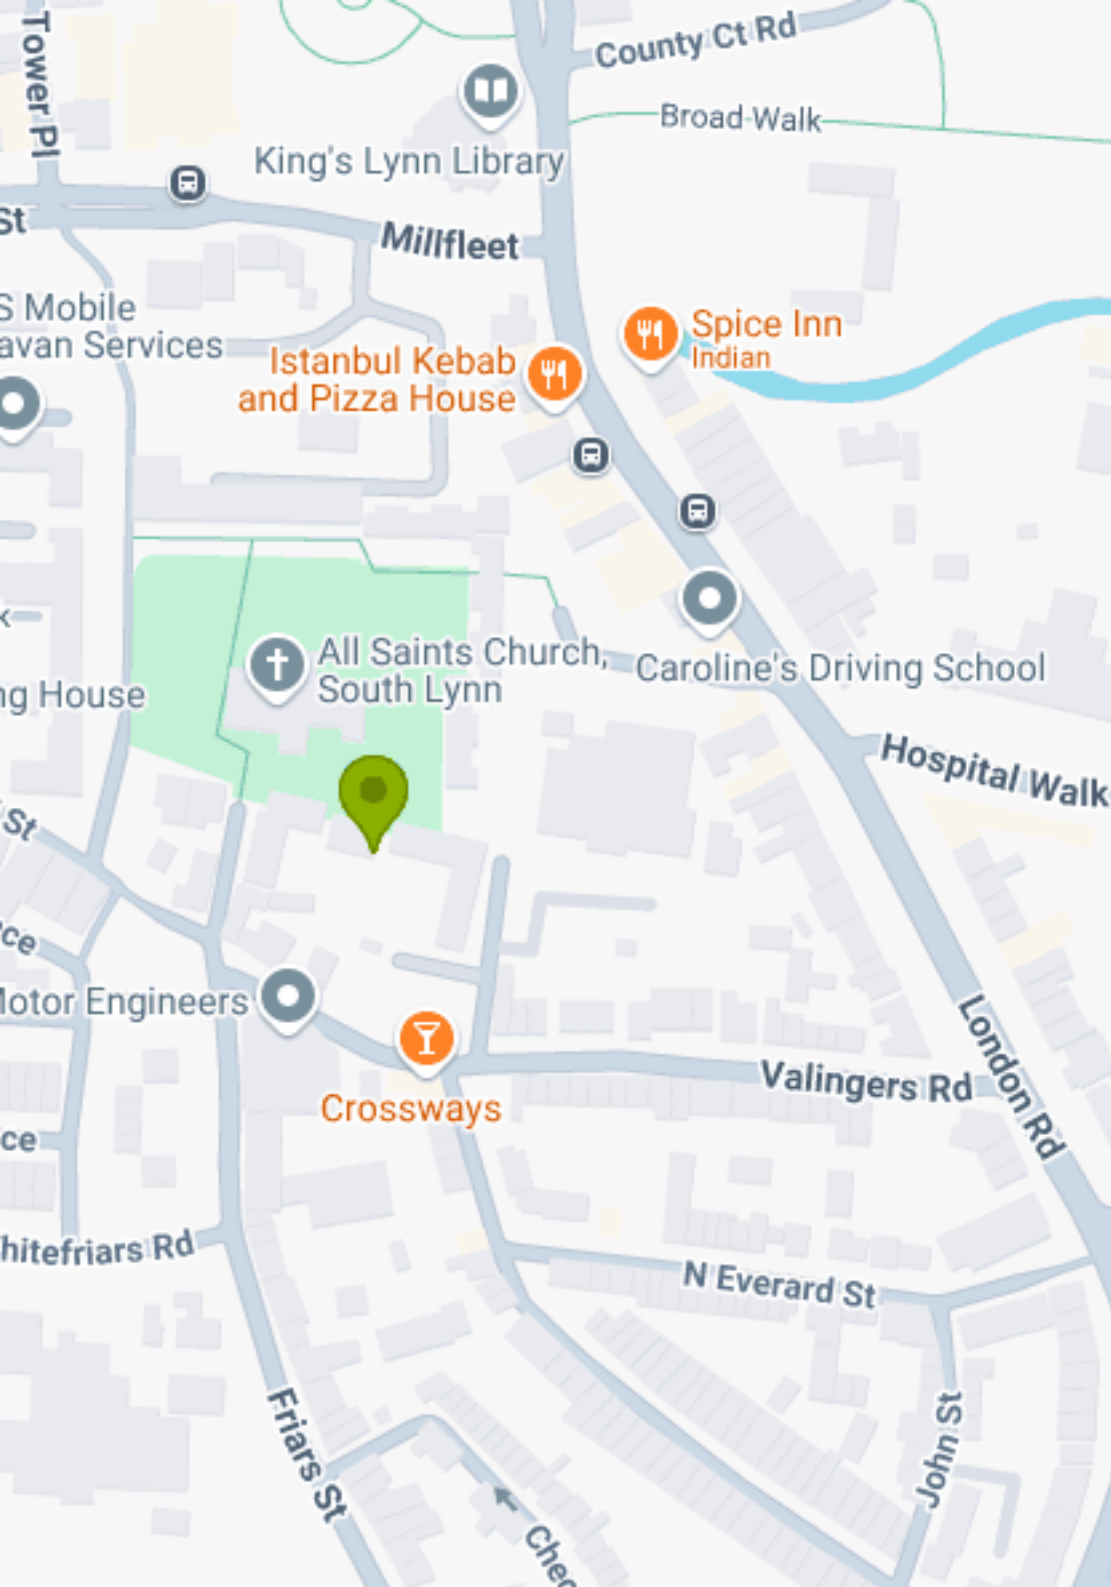 Tower Pl
County Ct Rd
Broad Walk
King's Lynn Library
St
Millfleet
S Mobile
avan Services
Spice Inn
Indian
Istanbul Kebab
and Pizza House
All Saints Church,
South Lynn
Caroline's Driving School
ng House
Hospital Walk
St
ce
Motor Engineers
London Rd
Valingers Rd
Crossways
ce
hitefriars Rd
N Everard St
Friars St
John St
Chec